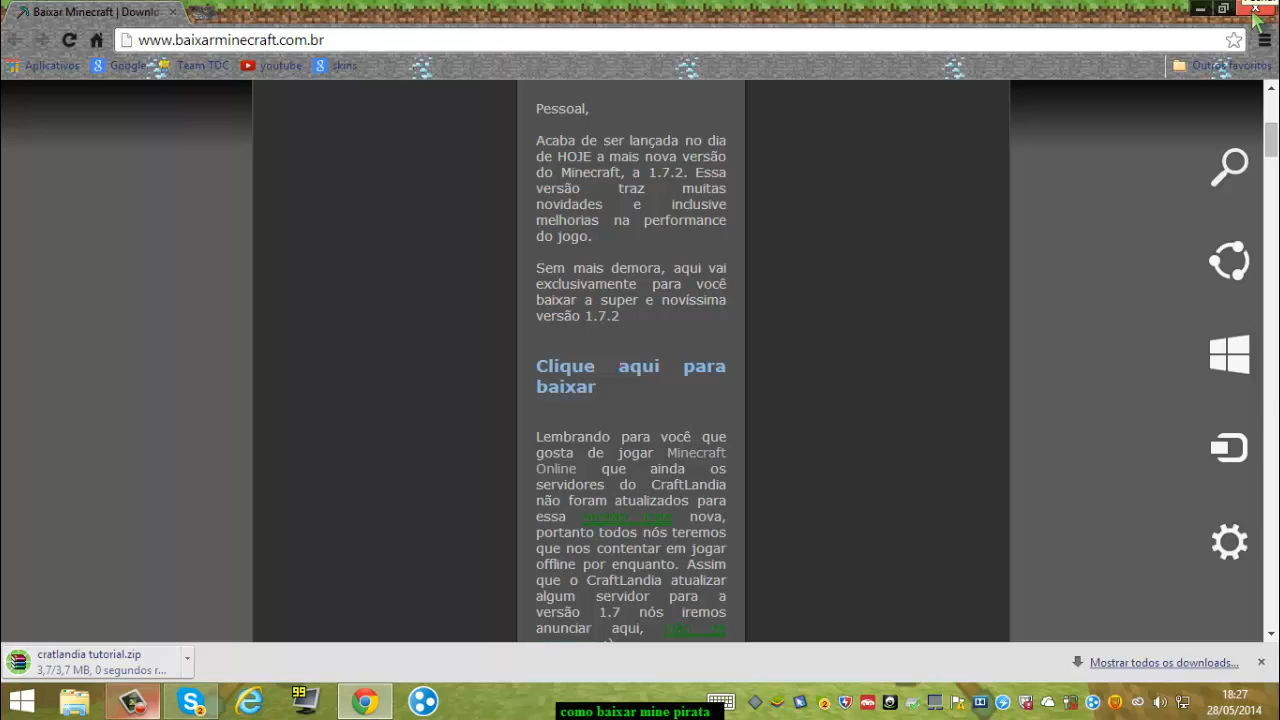 Baixar Minecraft | Downlo
www.baixarminecraft.com.br
Aplicativos Google Team TDC youtube skins Outros favoritos
Pessoal,
Acaba de ser lançada no dia
de HOJE a mais nova versão
do Minecraft, a 1.7.2. Essa
versão traz muitas
novidades e inclusive
melhorias na performance
do jogo.
Sem mais demora, aqui vai
exclusivamente para você
baixar a super e novíssima
versão 1.7.2
Clique aqui para
baixar
Lembrando para você que
gosta de jogar Minecraft
Online que ainda os
servidores do CraftLandia
não foram atualizados para
essa nova,
portanto todos nós teremos
que nos contentar em jogar
offline por enquanto. Assim
que o CraftLandia atualizar
algum servidor para a
versão 1.7 nós iremos
anunciar aqui,
cratlandia tutorial.zip
3,7/3,7 MB, 0 segundos r...
Mostrar todos os downloads...
99
2
2
18:27
28/05/2014
como baixar mine pirata